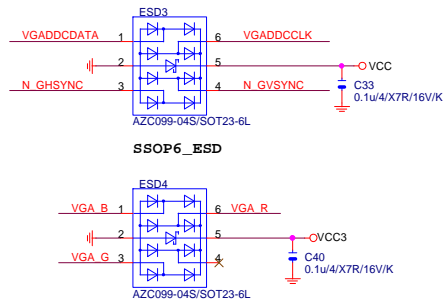 ESD3
VGADDCDATA 1 6 VGADDCCLK
2 5 VCC
N_GHSYNC 3 4 N_GVSYNC
C33
0.1u/4/X7R/16V/K
AZC099-04S/SOT23-6L
SSOP6_ESD
ESD4
VGA_B 1 6 VGA_R
2 5 VCC3
VGA_G 3 4
C40
0.1u/4/X7R/16V/K
AZC099-04S/SOT23-6L